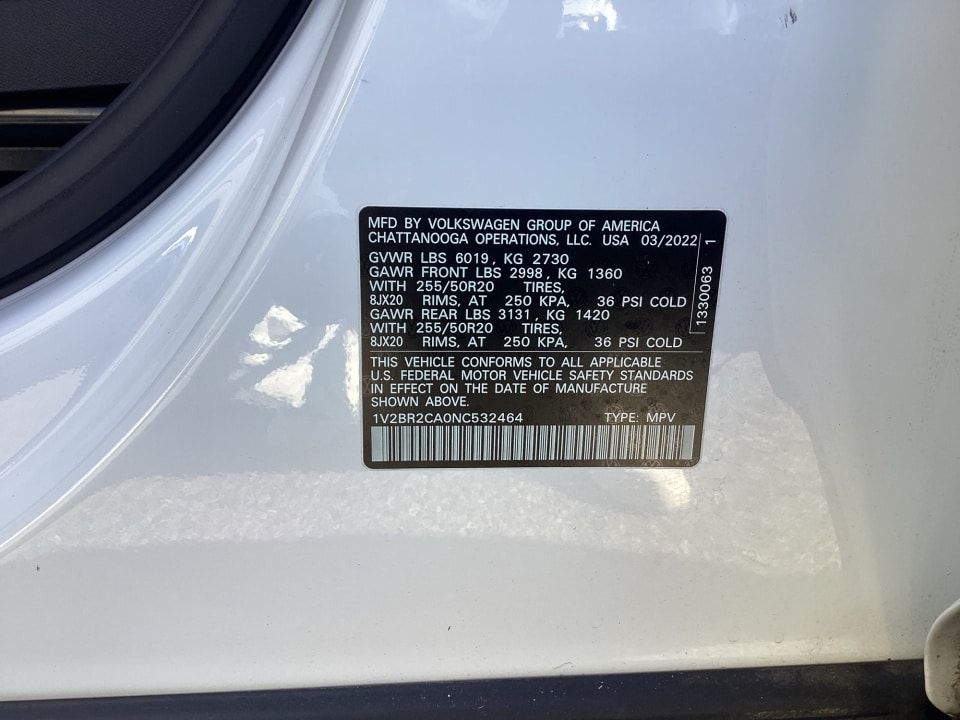 MFD BY VOLKSWAGEN GROUP OF AMERICA
CHATTANOOGA OPERATIONS, LLC. USA 03/2022
GVWR LBS 6019, KG 2730
GAWR FRONT LBS 2998, KG 1360
WITH 255/50R20 TIRES,
8JX20 RIMS, AT 250 KPA, 36 PSI COLD
GAWR REAR LBS 3131, KG 1420
WITH 255/50R20 TIRES,
8JX20 RIMS, AT 250 KPA, 36 PSI COLD
1330063 1
THIS VEHICLE CONFORMS TO ALL APPLICABLE
U.S. FEDERAL MOTOR VEHICLE SAFETY STANDARDS
IN EFFECT ON THE DATE OF MANUFACTURE
SHOWN ABOVE.
1V2BR2CA0NC532464 TYPE: MPV